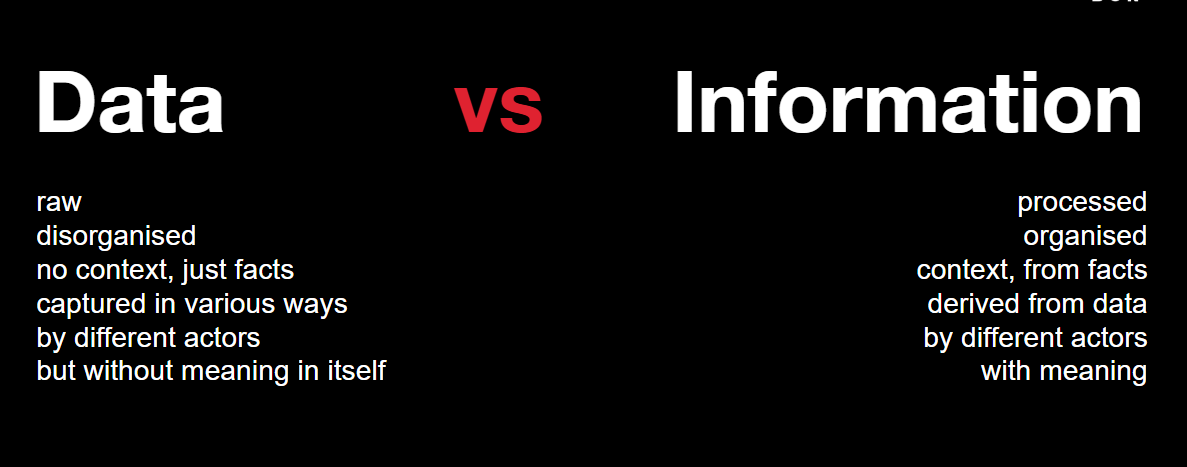 Data vs Information
raw
disorganised
no context, just facts
captured in various ways
by different actors
but without meaning in itself
processed
organised
context, from facts
derived from data
by different actors
with meaning